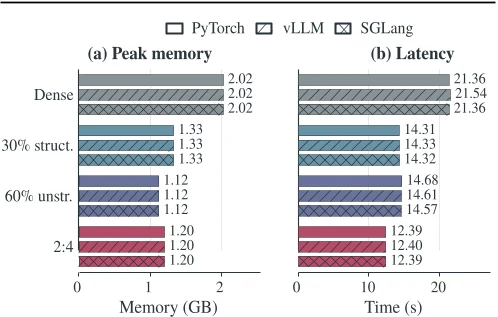 PyTorch vLLM SGLang
(a) Peak memory (b) Latency
Dense
2.02 21.36
2.02 21.54
2.02 21.36
30% struct.
1.33 14.31
1.33 14.33
1.33 14.32
60% unstr.
1.12 14.68
1.12 14.61
1.12 14.57
2:4
1.20 12.39
1.20 12.40
1.20 12.39
0 1 2 0 10 20
Memory (GB) Time (s)